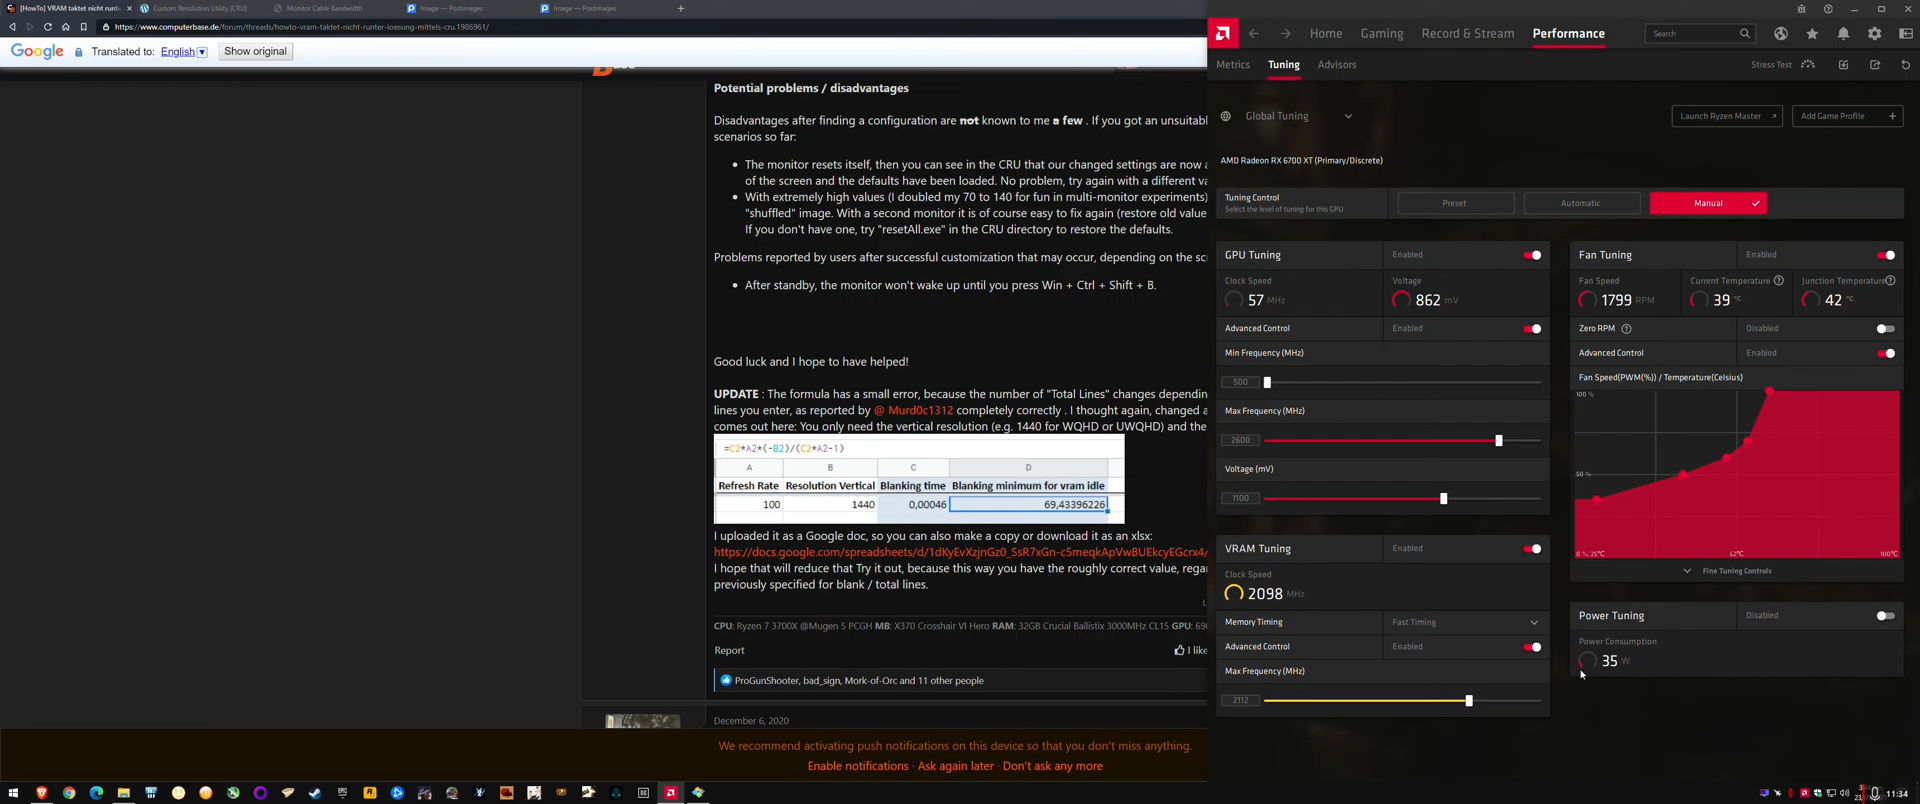 [HowTo] VRAM taktet nicht runte
Custom Resolution Utility (CRU)
Monitor Cable Bandwidth
Image — Postimages
Image — Postimages
https://www.computerbase.de/forum/threads/howto-vram-taktet-nicht-runter-loesung-mittels-cru.1986961/
Google Translated to: English Show original
Potential problems / disadvantages
Disadvantages after finding a configuration are not known to me a few . If you got an unsuitabl
scenarios so far:
The monitor resets itself, then you can see in the CRU that our changed settings are now a
of the screen and the defaults have been loaded. No problem, try again with a different va
With extremely high values (I doubled my 70 to 140 for fun in multi-monitor experiments)
"shuffled" image. With a second monitor it is of course easy to fix again (restore old value
If you don't have one, try "resetAll.exe" in the CRU directory to restore the defaults.
Problems reported by users after successful customization that may occur, depending on the sc
After standby, the monitor won't wake up until you press Win + Ctrl + Shift + B.
Good luck and I hope to have helped!
UPDATE : The formula has a small error, because the number of "Total Lines" changes dependin
lines you enter, as reported by @ Murd0c1312 completely correctly . I thought again, changed a
comes out here: You only need the vertical resolution (e.g. 1440 for WQHD or UWQHD) and the
=C2*A2*(-B2)/(C2*A2-1)
A B C D
Refresh Rate Resolution Vertical Blanking time Blanking minimum for vram idle
100 1440 0,00046 69,43396226
I uploaded it as a Google doc, so you can also make a copy or download it as an xlsx:
https://docs.google.com/spreadsheets/d/1dKyEvXzjnGz0_SsR7xGn-c5meqkApVwBUEkcyEGcrx4/
I hope that will reduce that Try it out, because this way you have the roughly correct value, rega
previously specified for blank / total lines.
CPU: Ryzen 7 3700X @Mugen 5 PCGH MB: X370 Crosshair VI Hero RAM: 32GB Crucial Ballistix 3000MHz CL15 GPU: 69
Report
I like
ProGunShooter, bad_sign, Mork-of-Orc and 11 other people
December 6, 2020
We recommend activating push notifications on this device so that you don't miss anything.
Enable notifications · Ask again later · Don't ask any more
Home Gaming Record & Stream Performance
Search
Metrics Tuning Advisors
Stress Test
Global Tuning
Launch Ryzen Master
Add Game Profile
AMD Radeon RX 6700 XT (Primary/Discrete)
Tuning Control
Select the level of tuning for this GPU
Preset Automatic Manual
GPU Tuning Enabled
Clock Speed
57 MHz
Voltage
862 mV
Advanced Control Enabled
Min Frequency (MHz)
500
Max Frequency (MHz)
2600
Voltage (mV)
1100
VRAM Tuning Enabled
Clock Speed
2098 MHz
Memory Timing Fast Timing
Advanced Control Enabled
Max Frequency (MHz)
2112
Fan Tuning Enabled
Fan Speed
1799 RPM
Current Temperature
39 °C
Junction Temperature
42 °C
Zero RPM Disabled
Advanced Control Enabled
Fan Speed(PWM(%)) / Temperature(Celsius)
100 %
50 %
0 %, 25°C
62°C
100°C
Fine Tuning Controls
Power Tuning Disabled
Power Consumption
35 W
EPIC
11:34